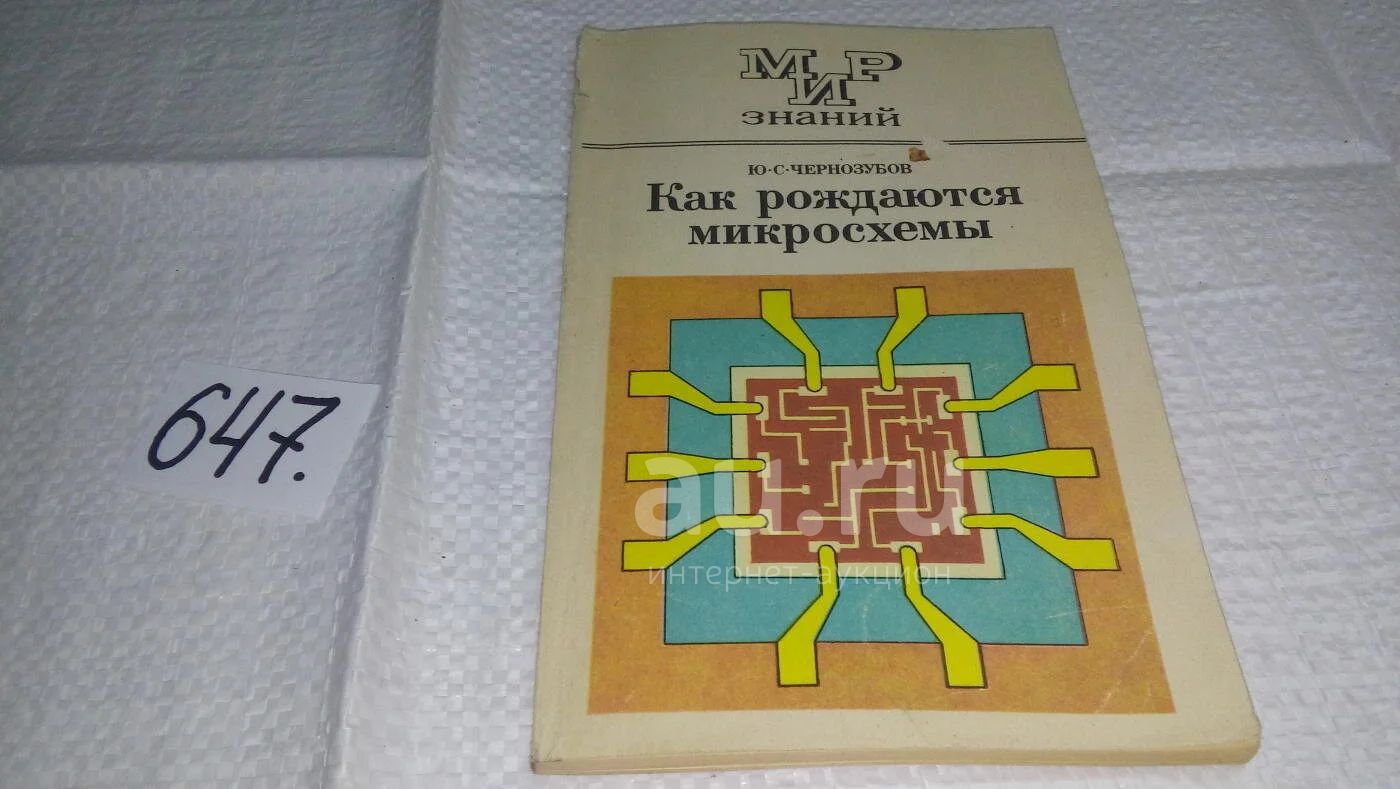 МИР
знаний
Ю·С·ЧЕРНОЗУБОВ
Как рождаются
микросхемы
647.
au.ru
интернет-аукцион